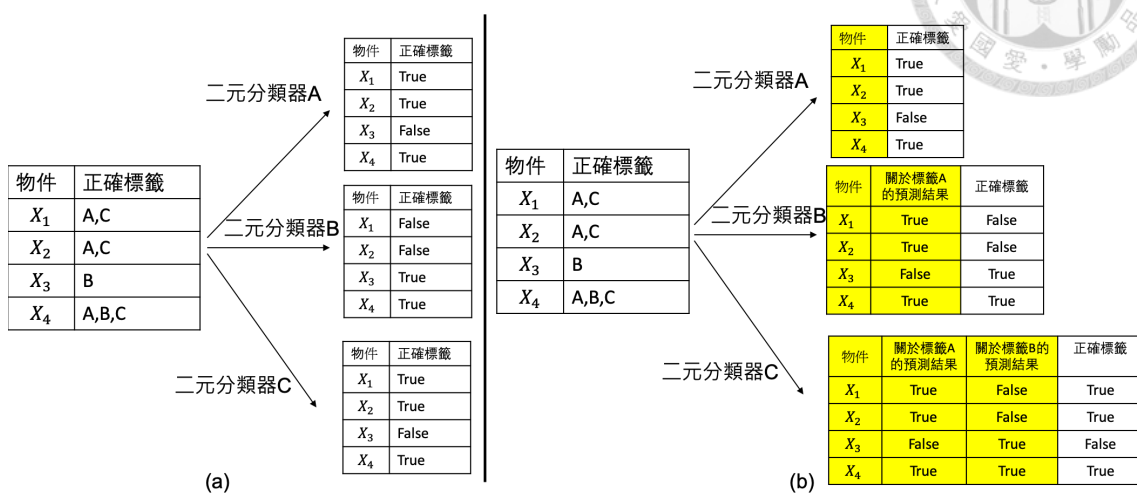 物件 正確標籤
X₁ True
X₂ True
X₃ False
X₄ True
二元分類器A
物件 正確標籤
X₁ A,C
X₂ A,C
X₃ B
X₄ A,B,C
二元分類器B
物件 正確標籤
X₁ False
X₂ False
X₃ True
X₄ True
二元分類器C
物件 正確標籤
X₁ True
X₂ True
X₃ False
X₄ True
(a)
愛國愛‧學勵
物件 正確標籤
X₁ True
X₂ True
X₃ False
X₄ True
二元分類器A
物件 正確標籤
X₁ A,C
X₂ A,C
X₃ B
X₄ A,B,C
二元分類器B
物件 關於標籤A
的預測結果 正確標籤
X₁ True False
X₂ True False
X₃ False True
X₄ True True
二元分類器C
物件 關於標籤A
的預測結果 關於標籤B的
預測結果 正確標籤
X₁ True False True
X₂ True False True
X₃ False True False
X₄ True True True
(b)